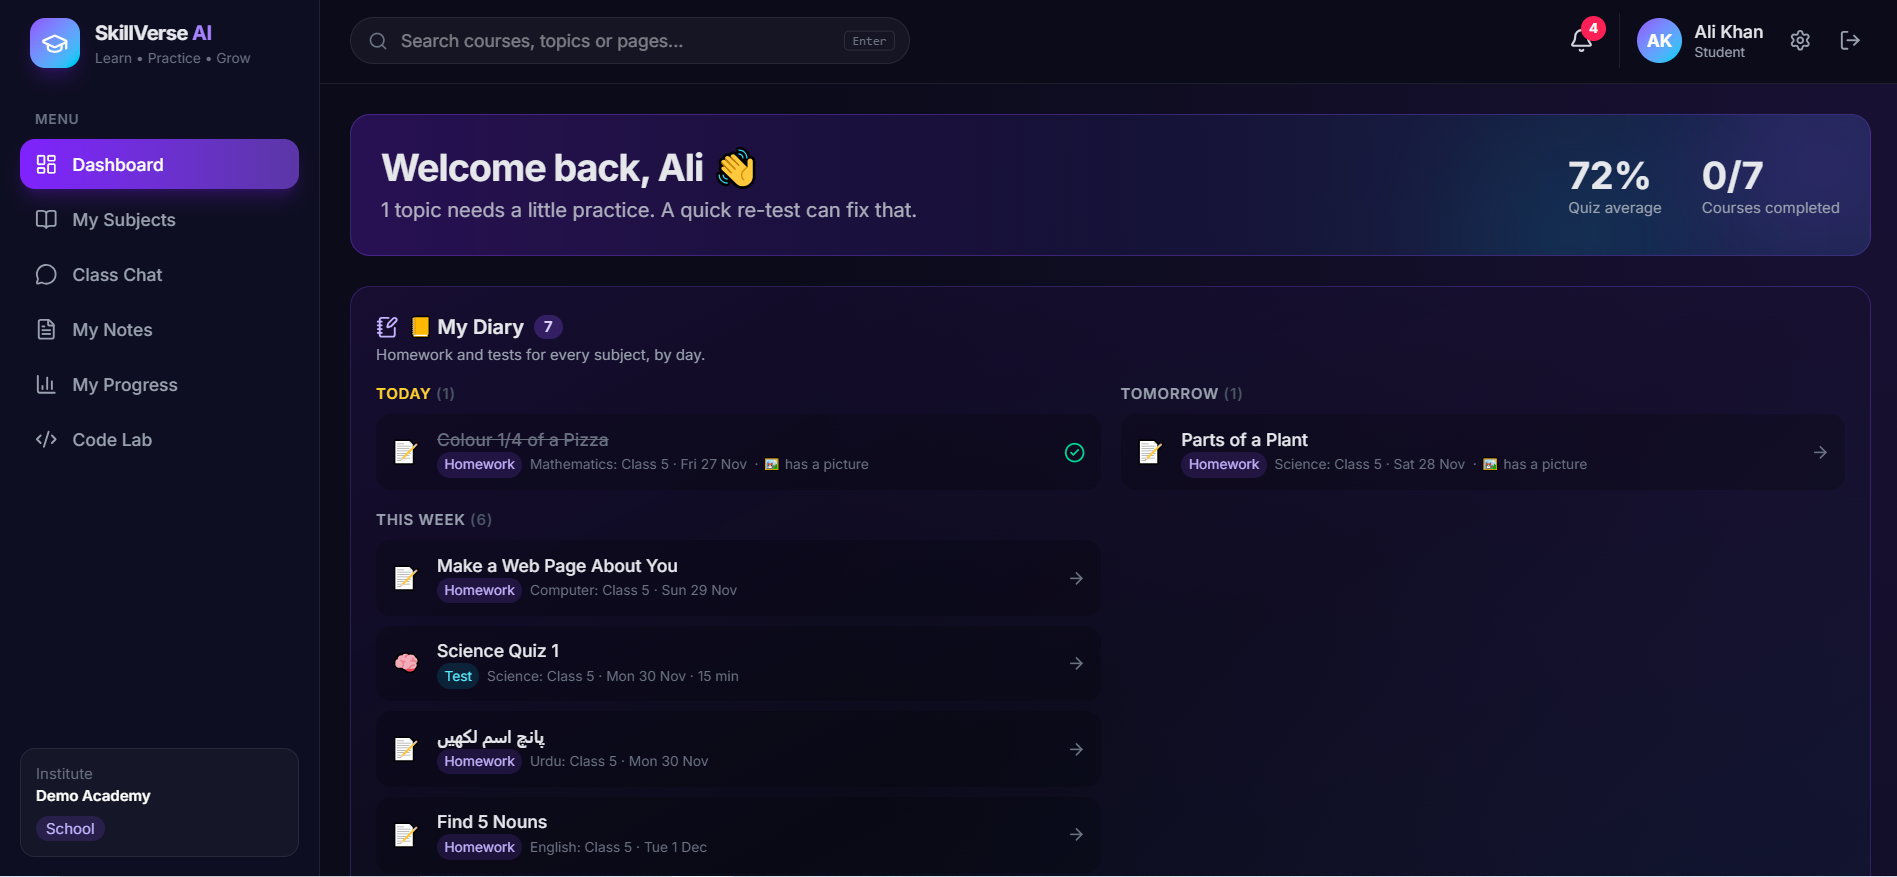 SkillVerse AI
Learn • Practice • Grow
MENU
Dashboard
My Subjects
Class Chat
My Notes
My Progress
Code Lab
Institute
Demo Academy
School
Search courses, topics or pages...
Enter
4
AK
Ali Khan
Student
Welcome back, Ali 👋
1 topic needs a little practice. A quick re-test can fix that.
72%
Quiz average
0/7
Courses completed
My Diary 7
Homework and tests for every subject, by day.
TODAY (1)
Colour 1/4 of a Pizza
Homework Mathematics: Class 5 · Fri 27 Nov · has a picture
TOMORROW (1)
Parts of a Plant
Homework Science: Class 5 · Sat 28 Nov · has a picture
THIS WEEK (6)
Make a Web Page About You
Homework Computer: Class 5 · Sun 29 Nov
Science Quiz 1
Test Science: Class 5 · Mon 30 Nov · 15 min
پانچ اسم لکھیں
Homework Urdu: Class 5 · Mon 30 Nov
Find 5 Nouns
Homework English: Class 5 · Tue 1 Dec